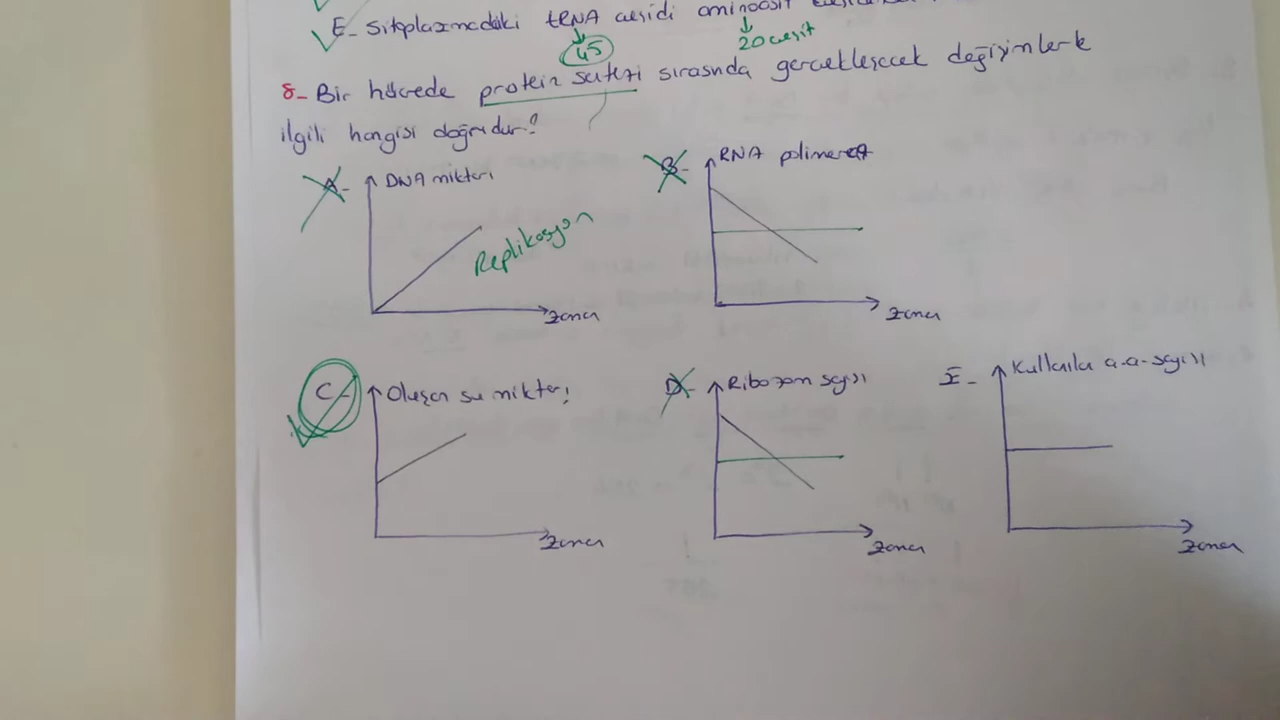 E- Sitoplazmadaki tRNA çeşidi aminoasit
45
20 çeşit
8- Bir hücrede protein sentezi sırasında gerçekleşecek değişimlerle
ilgili hangisi doğrudur?
A- DNA miktarı
Replikasyon
zaman
B- RNA polimeraz
zaman
C- Oluşan su miktarı
zaman
D- Ribozom sayısı
zaman
E- Kullanılan a.a. sayısı
zaman